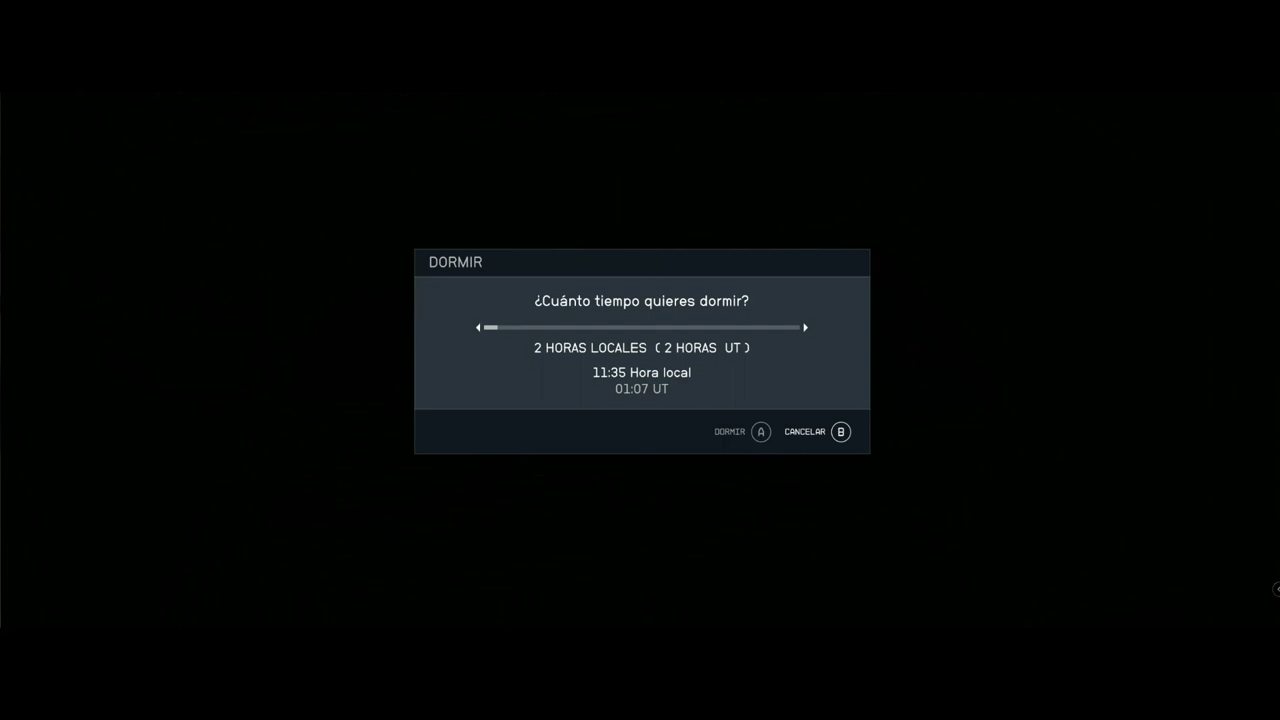 DORMIR
¿Cuánto tiempo quieres dormir?
2 HORAS LOCALES ( 2 HORAS UT )
11:35 Hora local
01:07 UT
DORMIR A CANCELAR B